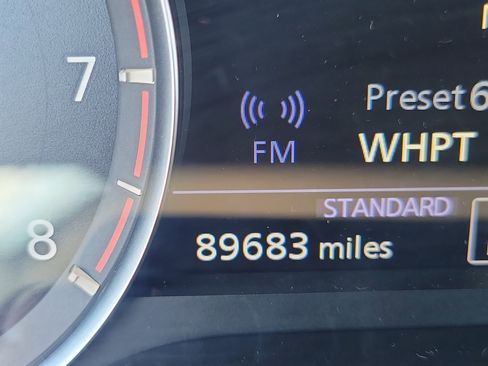 7
Preset 6
FM
WHPT
STANDARD
8
89683 miles